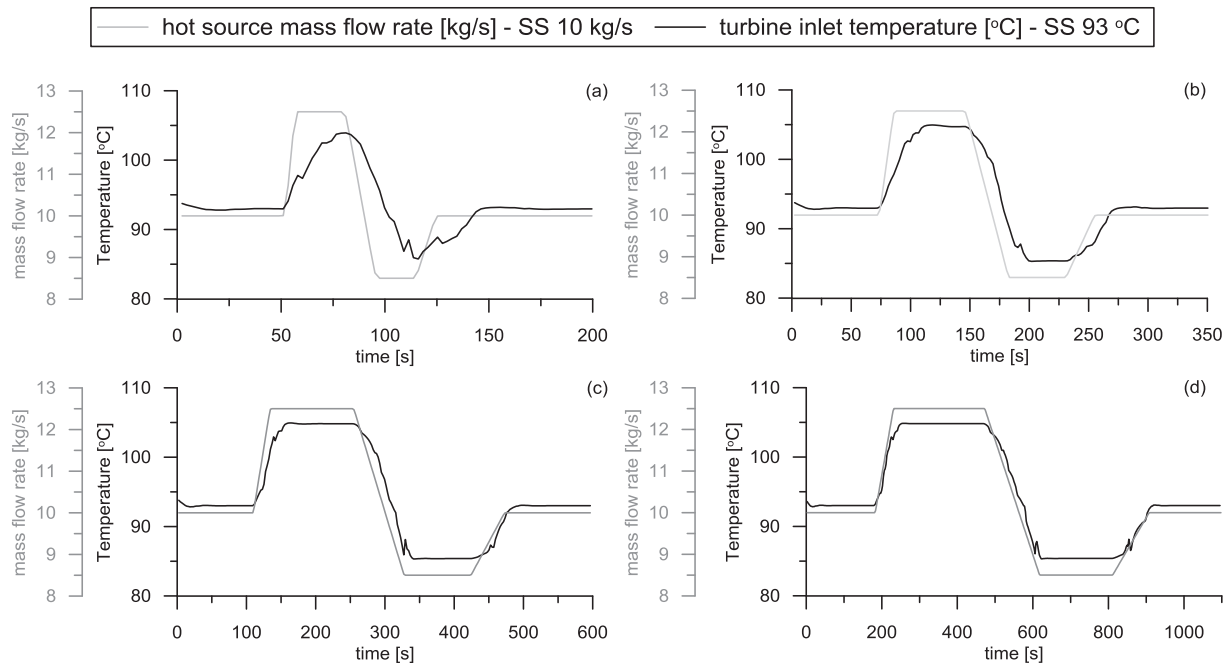 hot source mass flow rate [kg/s] - SS 10 kg/s turbine inlet temperature [°C] - SS 93 °C
(a)
mass flow rate [kg/s]
13
12
11
10
9
8
Temperature [°C]
110
100
90
80
0 50 100 150 200
time [s]
(b)
mass flow rate [kg/s]
13
12
11
10
9
8
Temperature [°C]
110
100
90
80
0 50 100 150 200 250 300 350
time [s]
(c)
mass flow rate [kg/s]
13
12
11
10
9
8
Temperature [°C]
110
100
90
80
0 100 200 300 400 500 600
time [s]
(d)
mass flow rate [kg/s]
13
12
11
10
9
8
Temperature [°C]
110
100
90
80
0 200 400 600 800 1000
time [s]